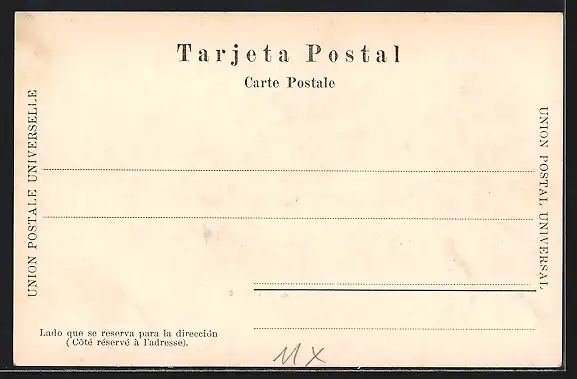 Tarjeta Postal
Carte Postale
UNION POSTALE UNIVERSELLE
UNION POSTAL UNIVERSAL
Lado que se reserva para la dirección
(Côté réservé à l'adresse).
11 X